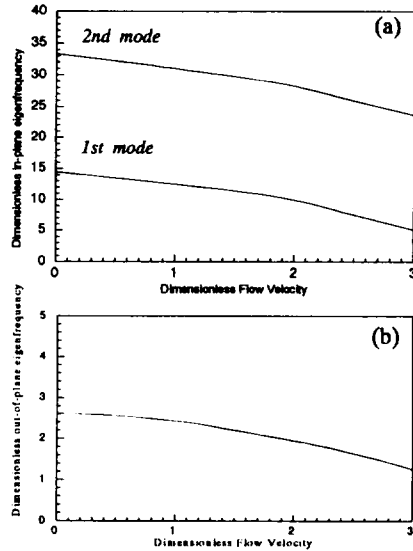 (a)
40
35
30
25
20
15
10
5
0
2nd mode
1st mode
Dimensionless in-plane eigenfrequency
0 1 2 3
Dimensionless Flow Velocity
(b)
5
4
3
2
1
0
Dimensionless out-of-plane eigenfrequency
0 1 2 3
Dimensionless Flow Velocity